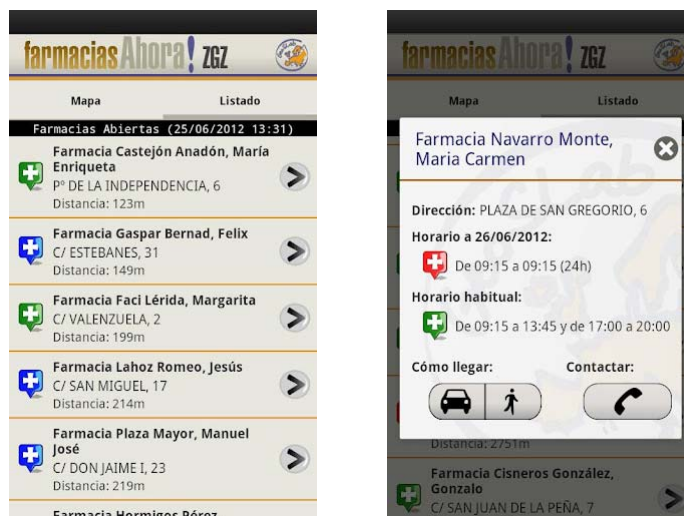 farmacias Ahora! ZGZ
Mapa
Listado
Farmacias Abiertas (25/06/2012 13:31)
Farmacia Castejón Anadón, María
Enriqueta
Pº DE LA INDEPENDENCIA, 6
Distancia: 123m
Farmacia Gaspar Bernad, Felix
C/ ESTEBANES, 31
Distancia: 149m
Farmacia Faci Lérida, Margarita
C/ VALENZUELA, 2
Distancia: 199m
Farmacia Lahoz Romeo, Jesús
C/ SAN MIGUEL, 17
Distancia: 214m
Farmacia Plaza Mayor, Manuel
José
C/ DON JAIME I, 23
Distancia: 219m
Farmacia Hormigos Pérez
farmacias Ahora! ZGZ
Mapa
Listado
Farmacia Navarro Monte,
Maria Carmen
Dirección: PLAZA DE SAN GREGORIO, 6
Horario a 26/06/2012:
De 09:15 a 09:15 (24h)
Horario habitual:
De 09:15 a 13:45 y de 17:00 a 20:00
Cómo llegar:
Contactar:
Distancia: 2751m
Farmacia Cisneros González,
Gonzalo
C/ SAN JUAN DE LA PEÑA, 7